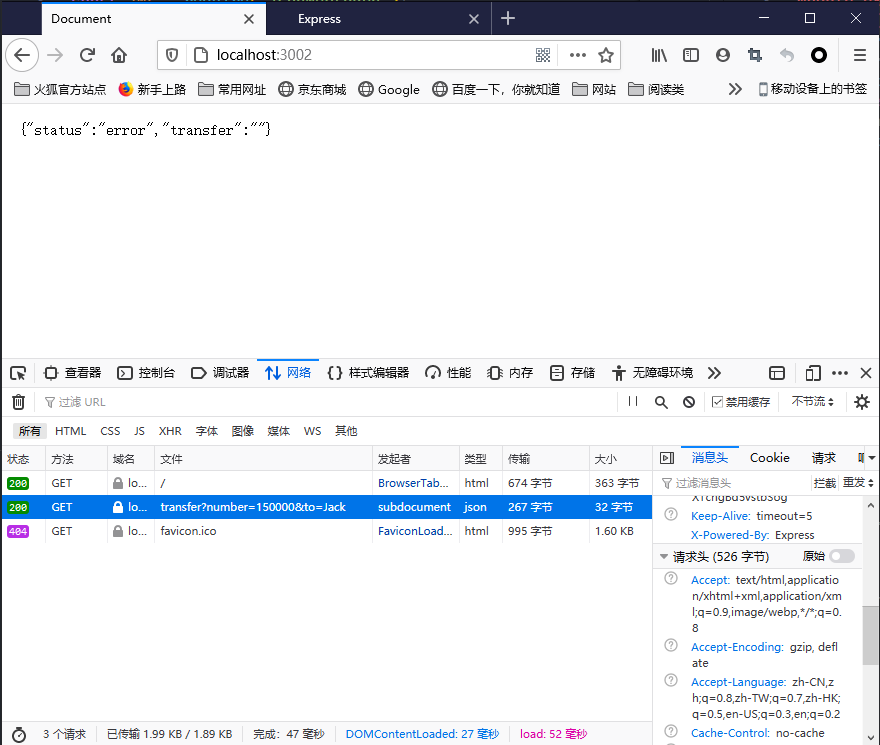 Document
Express
localhost:3002
火狐官方站点 新手上路 常用网址 京东商城 Google 百度一下，你就知道 网站 阅读类 移动设备上的书签
{"status":"error","transfer":""}
查看器 控制台 调试器 网络 样式编辑器 性能 内存 存储 无障碍环境
过滤 URL
禁用缓存 不节流
所有 HTML CSS JS XHR 字体 图像 媒体 WS 其他
状态 方法 域名 文件 发起者 类型 传输 大小
200 GET lo... / BrowserTab... html 674 字节 363 字节
200 GET lo... transfer?number=150000&to=Jack subdocument json 267 字节 32 字节
404 GET lo... favicon.ico FaviconLoad... html 995 字节 1.60 KB
消息头 Cookie 请求
过滤消息头 拦截 重发
Keep-Alive: timeout=5
X-Powered-By: Express
请求头 (526 字节) 原始
Accept: text/html,applicatio
n/xhtml+xml,application/xm
l;q=0.9,image/webp,*/*;q=0.
8
Accept-Encoding: gzip, defl
ate
Accept-Language: zh-CN,z
h;q=0.8,zh-TW;q=0.7,zh-HK;
q=0.5,en-US;q=0.3,en;q=0.2
Cache-Control: no-cache
3 个请求 已传输 1.99 KB / 1.89 KB 完成：47 毫秒 DOMContentLoaded: 27 毫秒 load: 52 毫秒